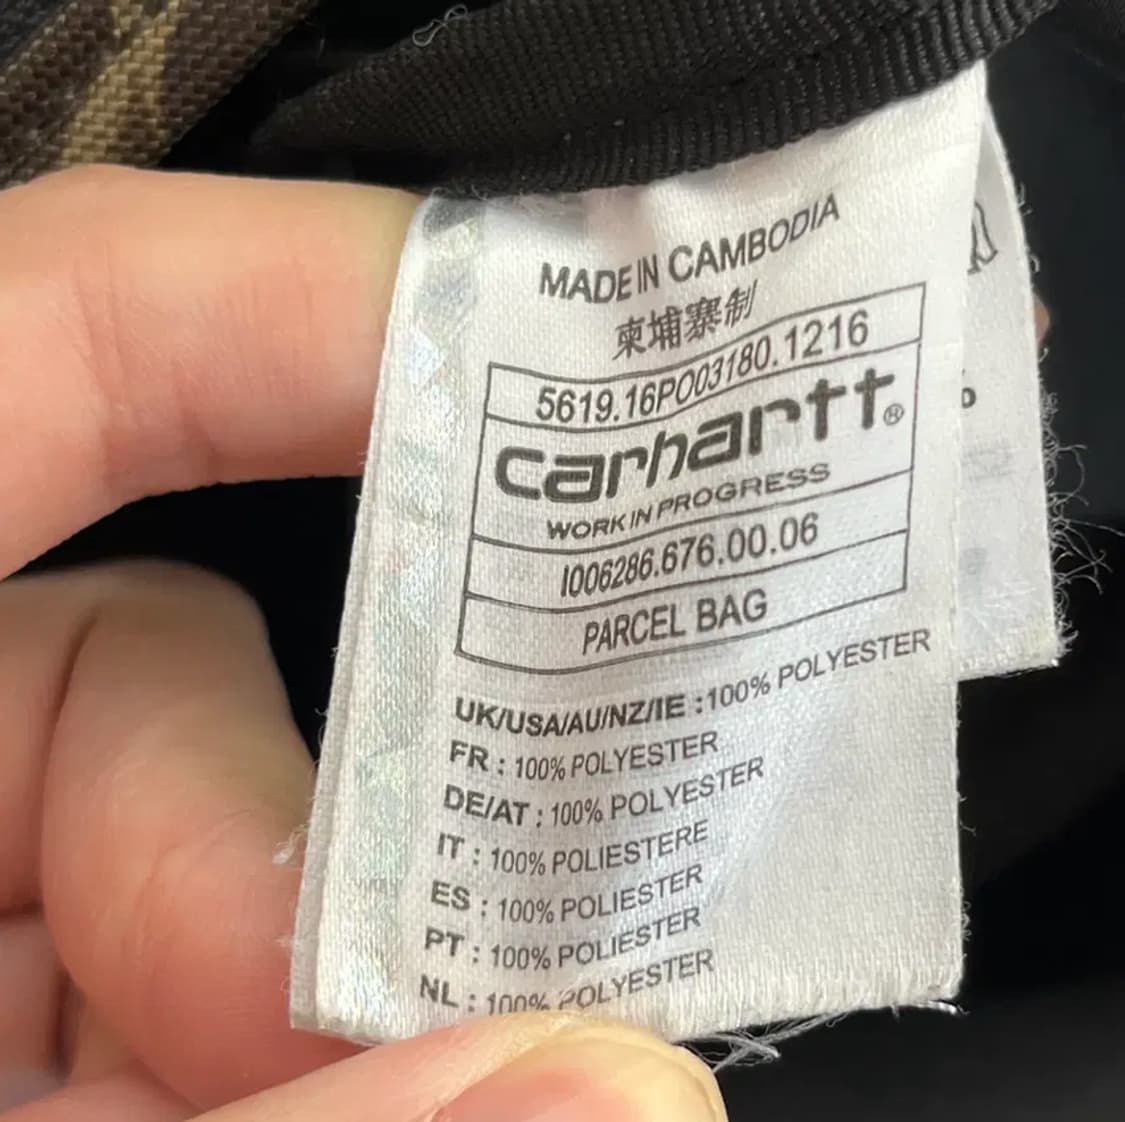 MADE IN CAMBODIA
柬埔寨制
5619.16PO03180.1216
carhartt®
WORK IN PROGRESS
I006286.676.00.06
PARCEL BAG
UK/USA/AU/NZ/IE :100% POLYESTER
FR : 100% POLYESTER
DE/AT : 100% POLYESTER
IT : 100% POLIESTERE
ES : 100% POLIESTER
PT : 100% POLIESTER
NL : 100% POLYESTER